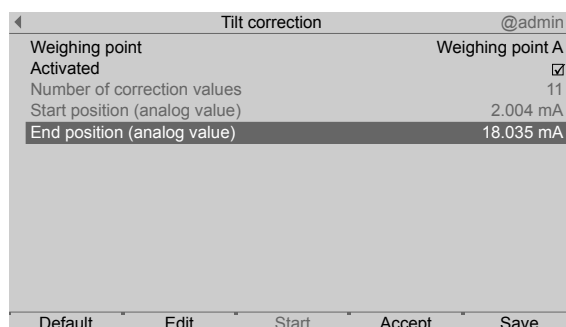 Tilt correction @admin
Weighing point Weighing point A
Activated
Number of correction values 11
Start position (analog value) 2.004 mA
End position (analog value) 18.035 mA
Default Edit Start Accept Save